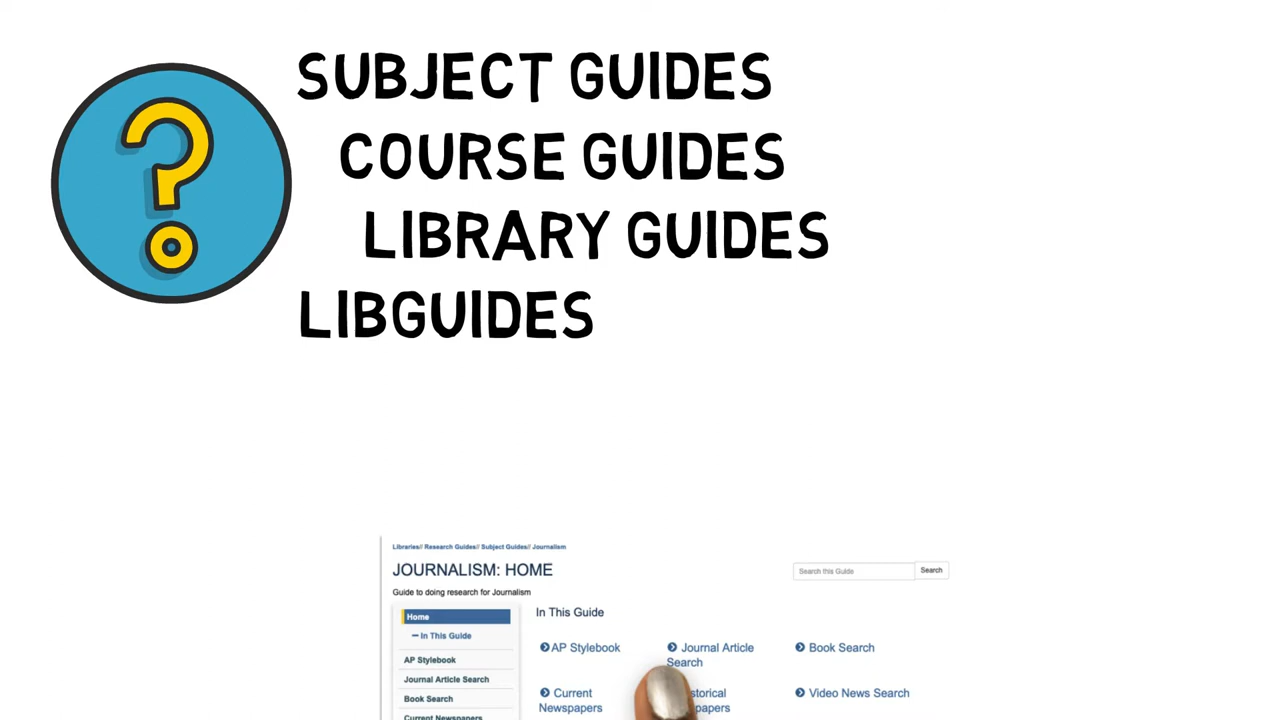 SUBJECT GUIDES
COURSE GUIDES
LIBRARY GUIDES
LIBGUIDES
Libraries// Research Guides// Subject Guides// Journalism
JOURNALISM: HOME
Search this Guide
Search
Guide to doing research for Journalism
Home
In This Guide
In This Guide
AP Stylebook
Journal Article Search
Book Search
Current Newspapers
AP Stylebook
Journal Article
Search
Book Search
Current
Newspapers
Video News Search